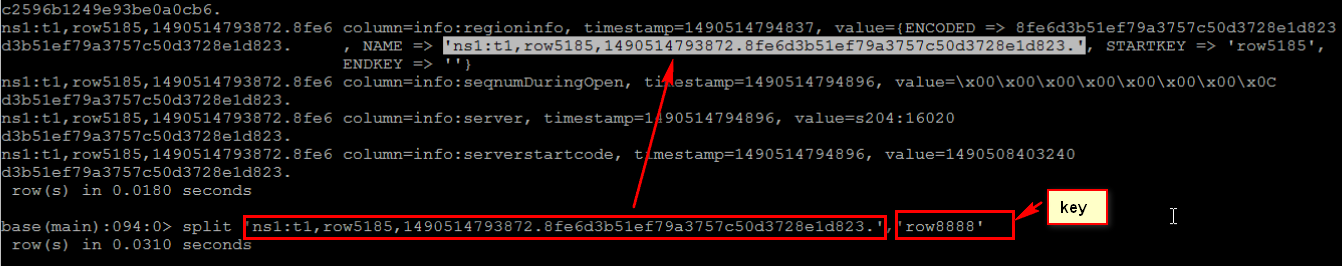 c2596b1249e93be0a0cb6.
ns1:t1,row5185,1490514793872.8fe6 column=info:regioninfo, timestamp=1490514794837, value={ENCODED => 8fe6d3b51ef79a3757c50d3728e1d823
d3b51ef79a3757c50d3728e1d823.     , NAME => 'ns1:t1,row5185,1490514793872.8fe6d3b51ef79a3757c50d3728e1d823.', STARTKEY => 'row5185',
ENDKEY => ''}
ns1:t1,row5185,1490514793872.8fe6 column=info:seqnumDuringOpen, timestamp=1490514794896, value=\x00\x00\x00\x00\x00\x00\x00\x0C
d3b51ef79a3757c50d3728e1d823.
ns1:t1,row5185,1490514793872.8fe6 column=info:server, timestamp=1490514794896, value=s204:16020
d3b51ef79a3757c50d3728e1d823.
ns1:t1,row5185,1490514793872.8fe6 column=info:serverstartcode, timestamp=1490514794896, value=1490508403240
d3b51ef79a3757c50d3728e1d823.
row(s) in 0.0180 seconds
key
base(main):094:0> split 'ns1:t1,row5185,1490514793872.8fe6d3b51ef79a3757c50d3728e1d823.','row8888'
row(s) in 0.0310 seconds